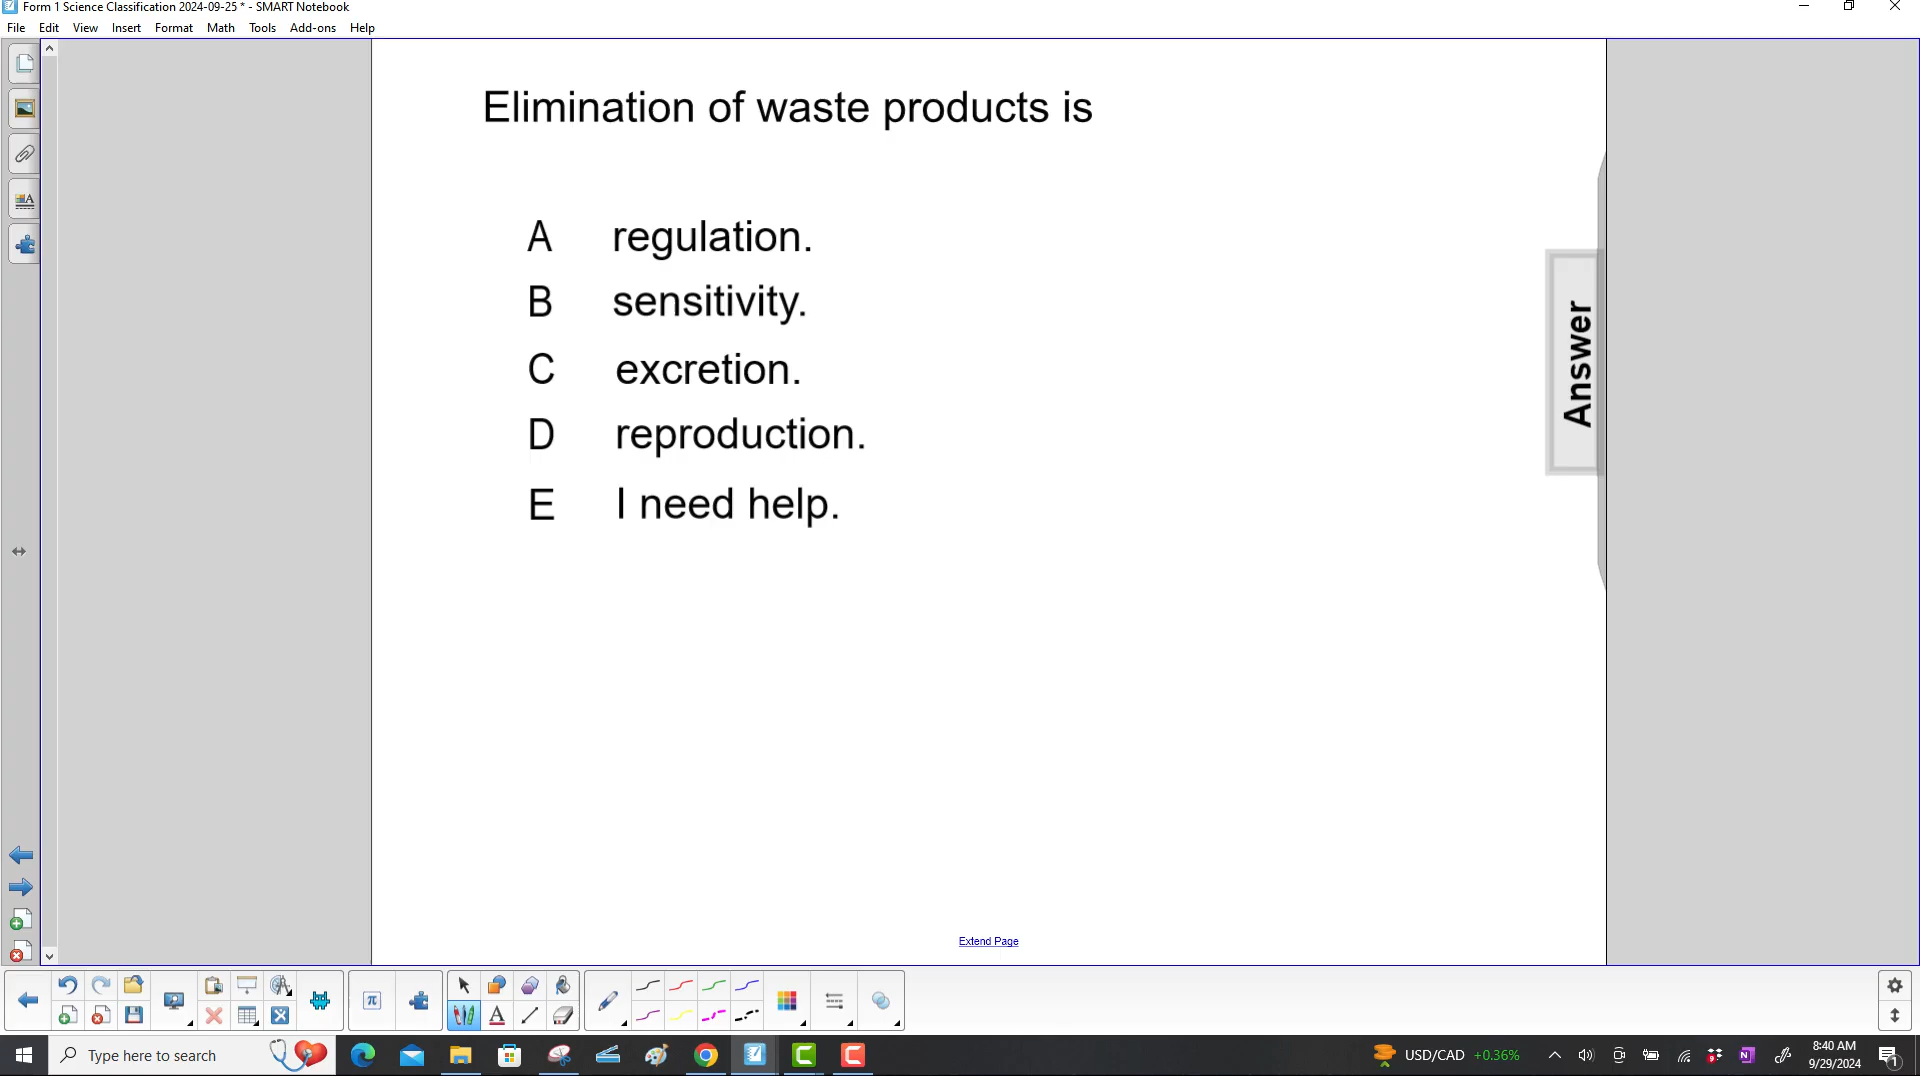 Form 1 Science Classification 2024-09-25 * - SMART Notebook
File Edit View Insert Format Math Tools Add-ons Help
Elimination of waste products is
A regulation.
B sensitivity.
C excretion.
D reproduction.
E I need help.
Answer
Extend Page
Type here to search
USD/CAD +0.36%
8:40 AM
9/29/2024